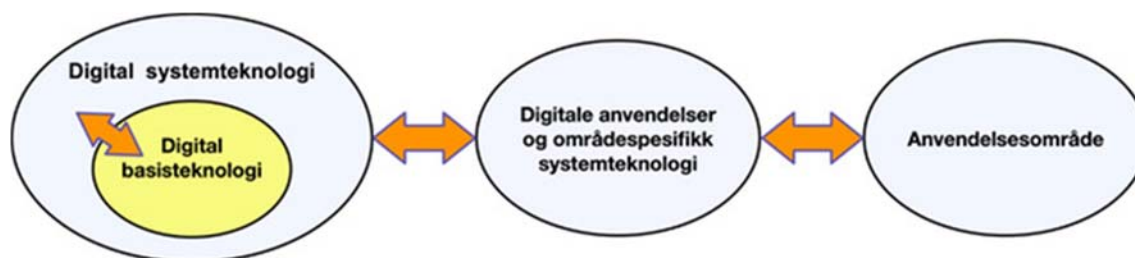 Digital systemteknologi
Digital
basisteknologi
Digitale anvendelser
og områdespesifikk
systemteknologi
Anvendelsesområde